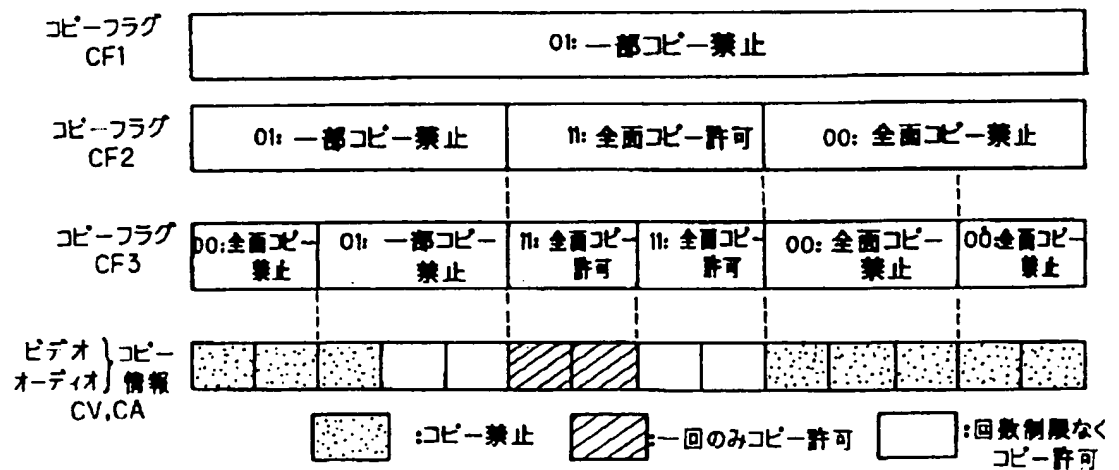 コピーフラグ
CF1
01: 一部コピー禁止
コピーフラグ
CF2
01: 一部コピー禁止
11: 全面コピー許可
00: 全面コピー禁止
コピーフラグ
CF3
00:全面コピー
禁止
01: 一部コピー
禁止
11: 全面コピー
許可
11: 全面コピー
許可
00: 全面コピー
禁止
00:全面コピー
禁止
ビデオ
オーディオ
コピー
情報
CV,CA
:コピー禁止
:一回のみコピー許可
:回数制限なく
コピー許可